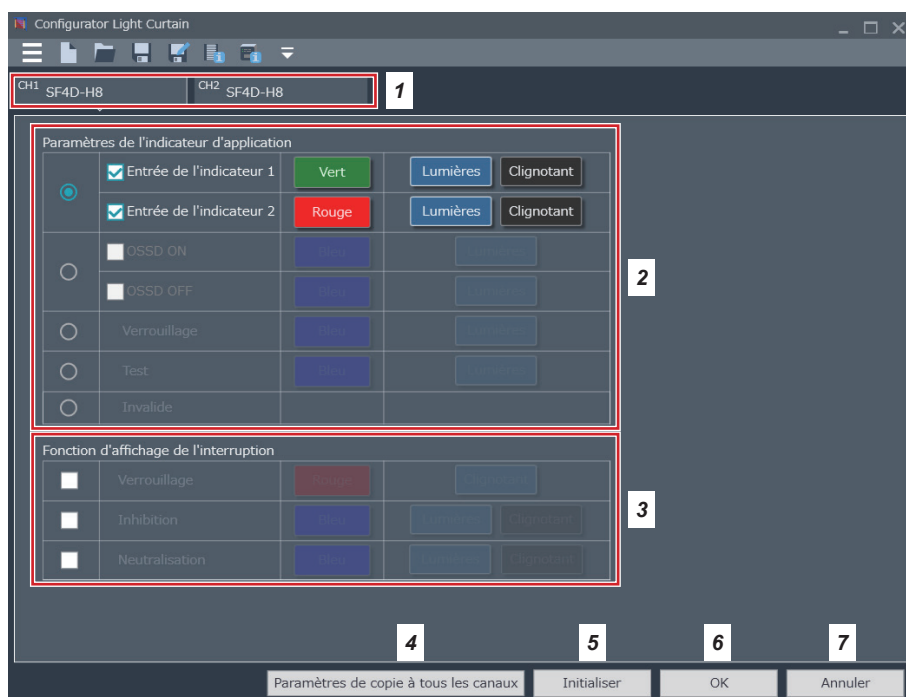 Configurator Light Curtain
CH1 SF4D-H8 CH2 SF4D-H8 1
Paramètres de l'indicateur d'application
Entrée de l'indicateur 1 Vert Lumières Clignotant
Entrée de l'indicateur 2 Rouge Lumières Clignotant
OSSD ON Bleu Lumières
2
OSSD OFF Bleu Lumières
Verrouillage Bleu Lumières
Test Bleu Lumières
Invalide
Fonction d'affichage de l'interruption
Verrouillage Rouge Clignotant
Inhibition Bleu Lumières Clignotant 3
Neutralisation Bleu Lumières Clignotant
4 5 6 7
Paramètres de copie à tous les canaux Initialiser OK Annuler